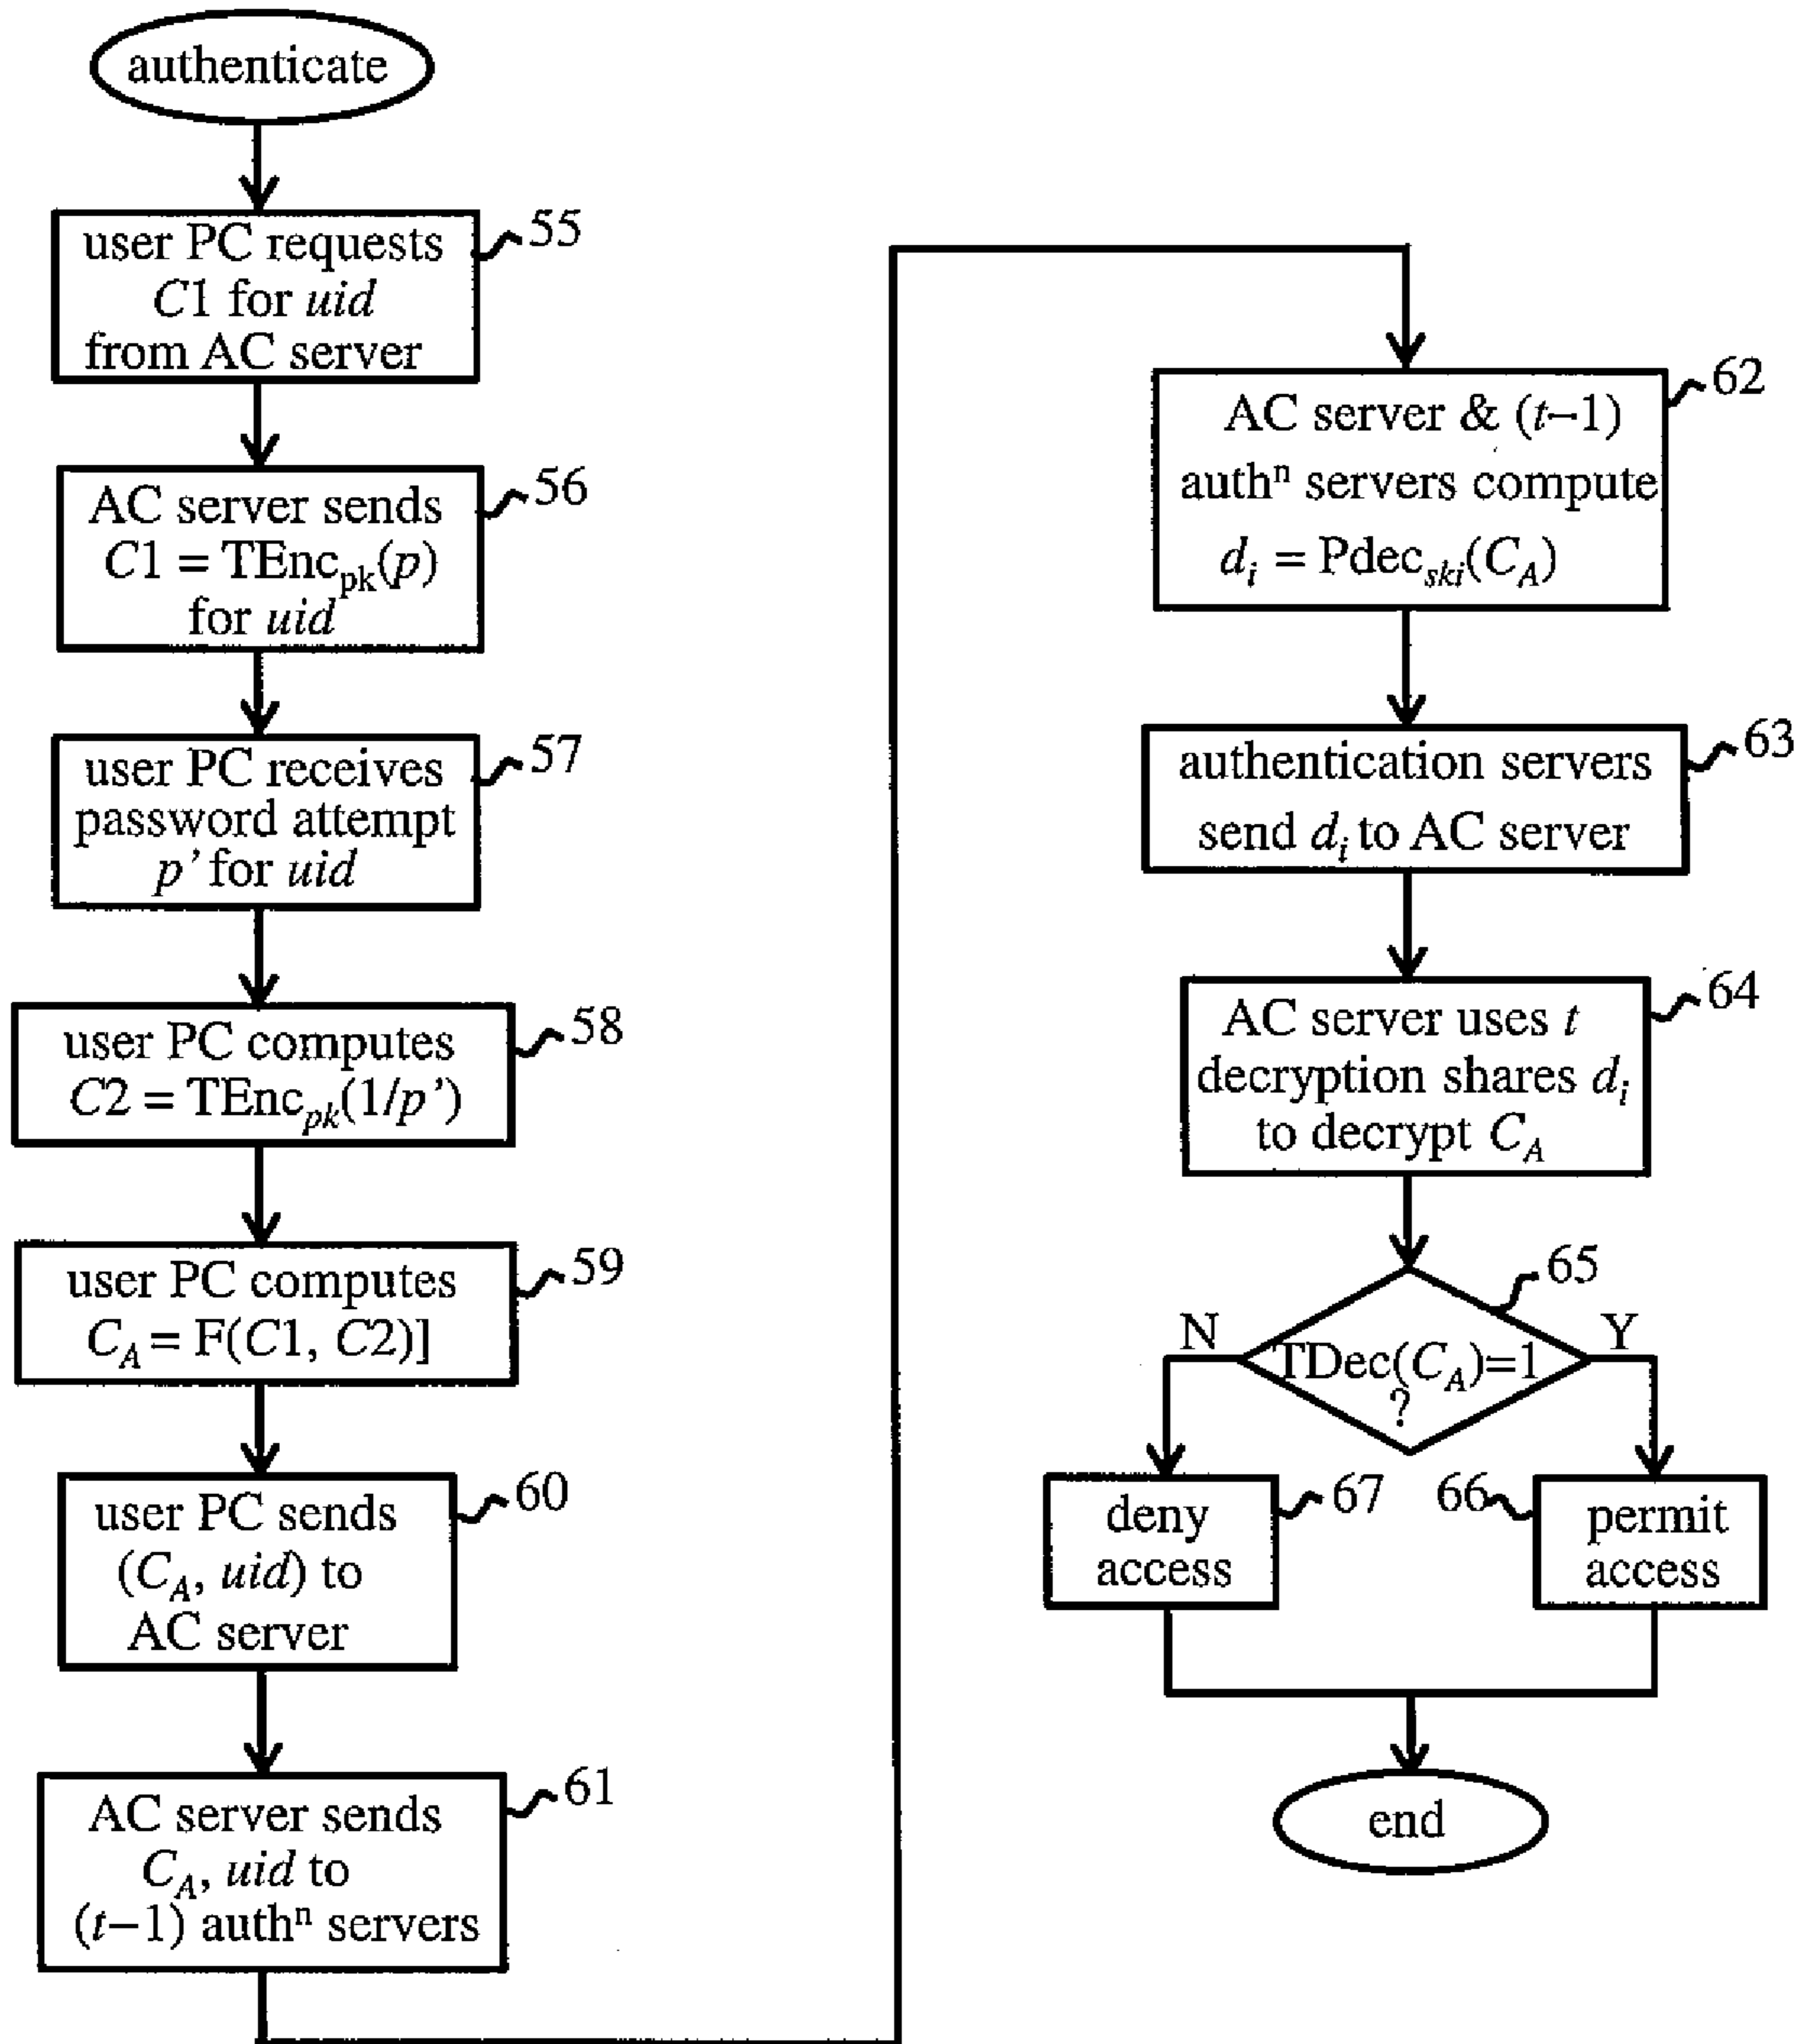 authenticate
user PC requests
C1 for uid
from AC server
55
AC server sends
C1 = TEncpk(p)
for uid
56
user PC receives
password attempt
p’ for uid
57
user PC computes
C2 = TEncpk(1/p’)
58
user PC computes
CA = F(C1, C2)]
59
user PC sends
(CA, uid) to
AC server
60
AC server sends
CA, uid to
(t–1) authn servers
61
AC server & (t–1)
authn servers compute
di = Pdecski(CA)
62
authentication servers
send di to AC server
63
AC server uses t
decryption shares di
to decrypt CA
64
TDec(CA)=1
?
65
N
Y
deny
access
67
66
permit
access
end